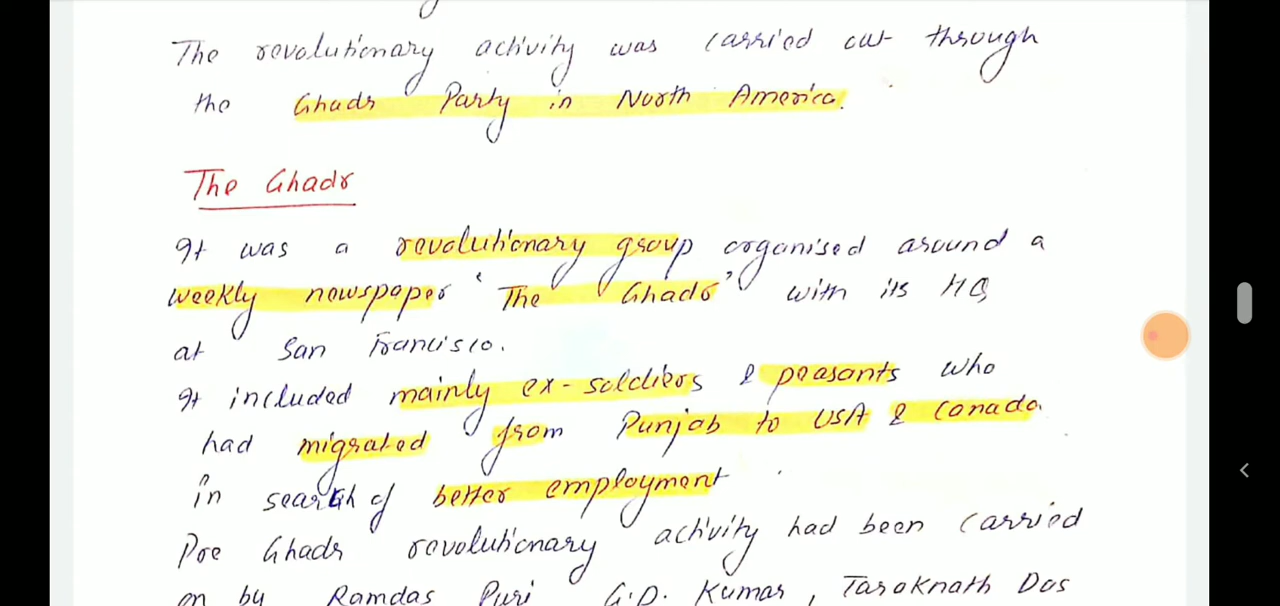 The revolutionary activity was carried out through
the Ghadr Party in North America.
The Ghadr
It was a revolutionary group organised around a
weekly newspaper 'The Ghadr' with its HQ
at San Francisco.
It included mainly ex-soldiers & peasants who
had migrated from Punjab to USA & Canada
in search of better employment
Pre Ghadr revolutionary activity had been carried
on by Ramdas Puri G.D. Kumar, Taraknath Das